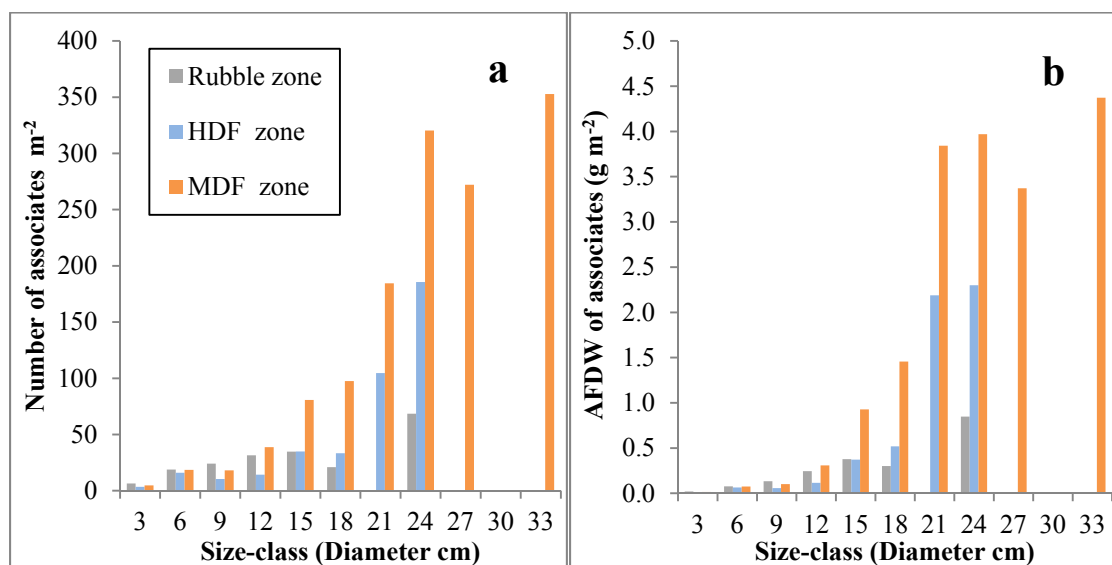 a
Number of associates m-2
400
350
300
250
200
150
100
50
0
Rubble zone
HDF zone
MDF zone
3 6 9 12 15 18 21 24 27 30 33
Size-class (Diameter cm)
b
AFDW of associates (g m-2)
5.0
4.5
4.0
3.5
3.0
2.5
2.0
1.5
1.0
0.5
0.0
3 6 9 12 15 18 21 24 27 30 33
Size-class (Diameter cm)